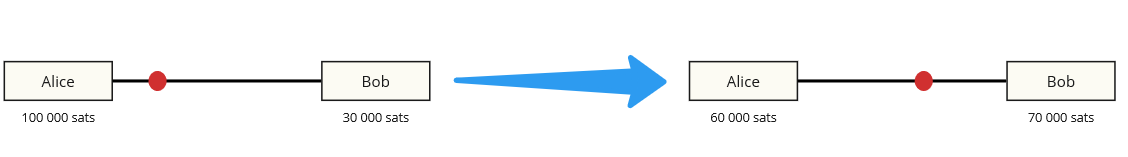 Alice
Bob
Alice
Bob
100 000 sats
30 000 sats
60 000 sats
70 000 sats